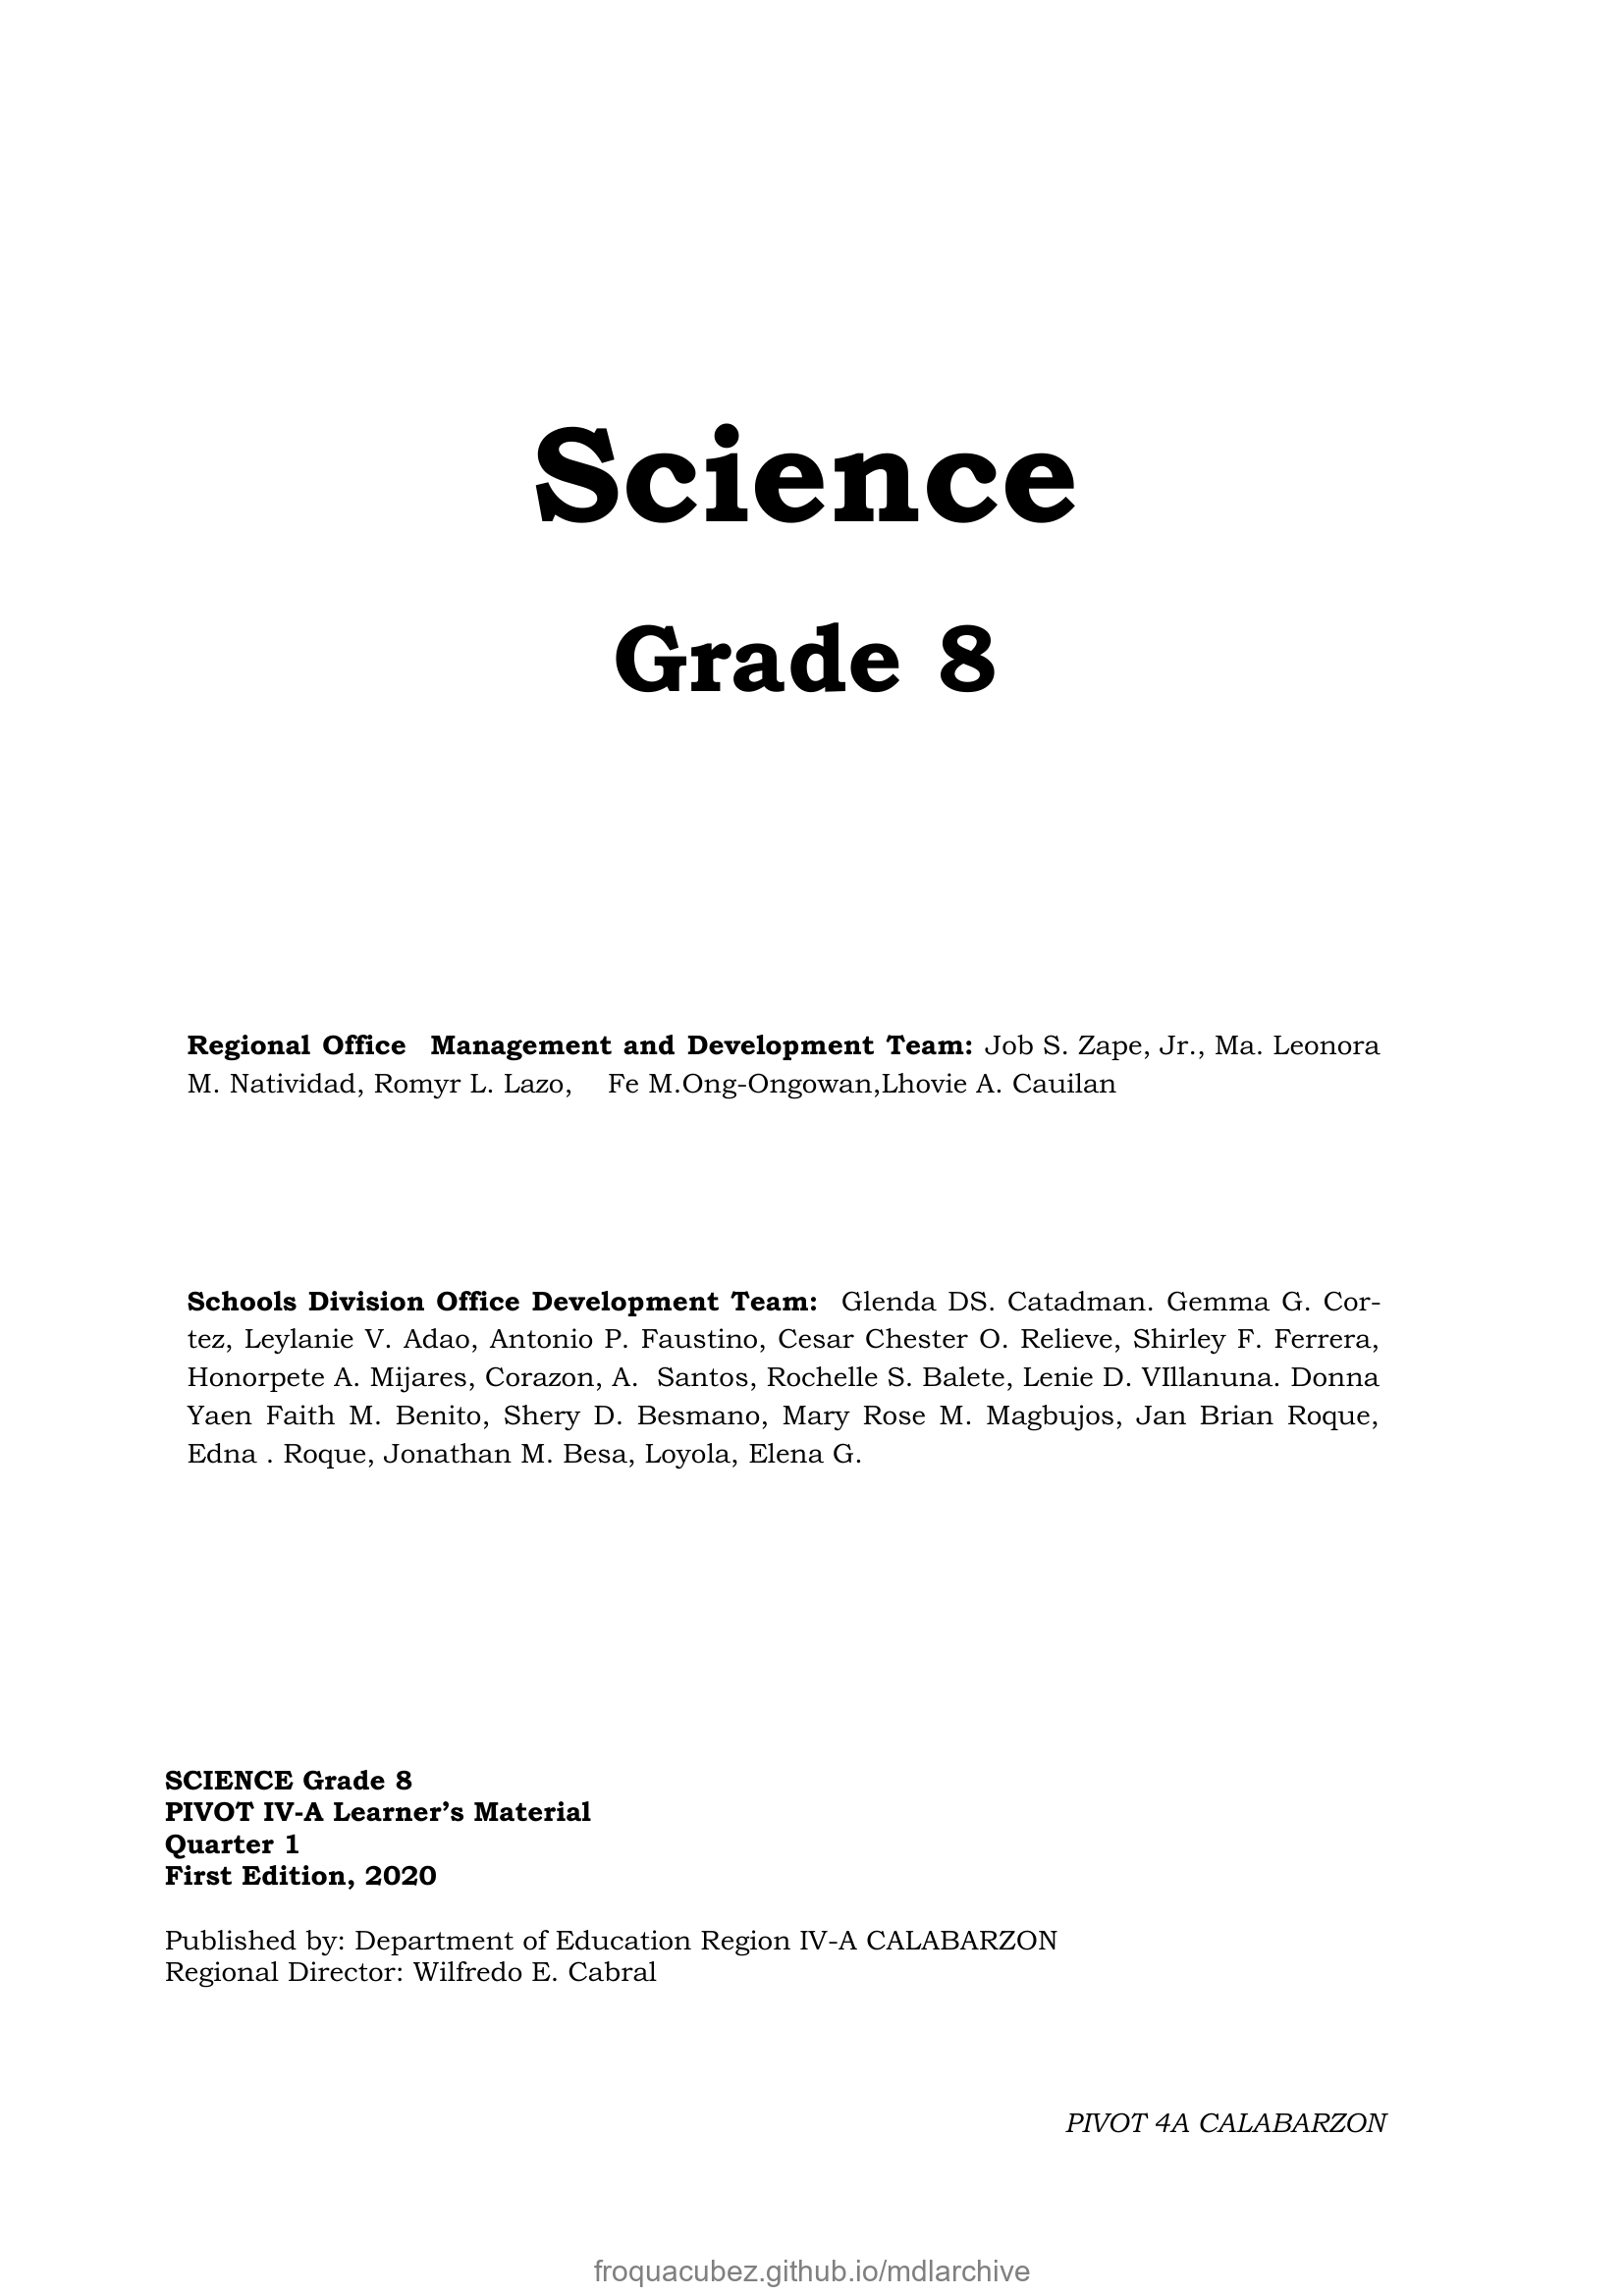 Science
Grade 8
Regional Office Management and Development Team: Job S. Zape, Jr., Ma. Leonora
M. Natividad, Romyr L. Lazo, Fe M.Ong-Ongowan,Lhovie A. Cauilan
Schools Division Office Development Team: Glenda DS. Catadman. Gemma G. Cor-
tez, Leylanie V. Adao, Antonio P. Faustino, Cesar Chester O. Relieve, Shirley F. Ferrera,
Honorpete A. Mijares, Corazon, A. Santos, Rochelle S. Balete, Lenie D. VIllanuna. Donna
Yaen Faith M. Benito, Shery D. Besmano, Mary Rose M. Magbujos, Jan Brian Roque,
Edna . Roque, Jonathan M. Besa, Loyola, Elena G.
SCIENCE Grade 8
PIVOT IV-A Learner’s Material
Quarter 1
First Edition, 2020
Published by: Department of Education Region IV-A CALABARZON
Regional Director: Wilfredo E. Cabral
PIVOT 4A CALABARZON
froquacubez.github.io/mdlarchive